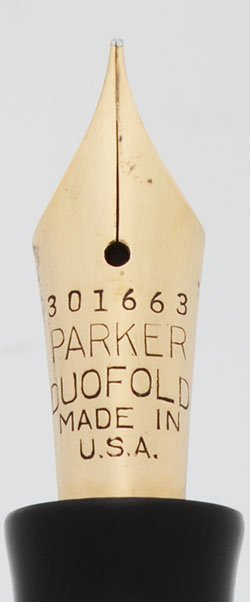 301663
PARKER
DUOFOLD
MADE IN
U.S.A.